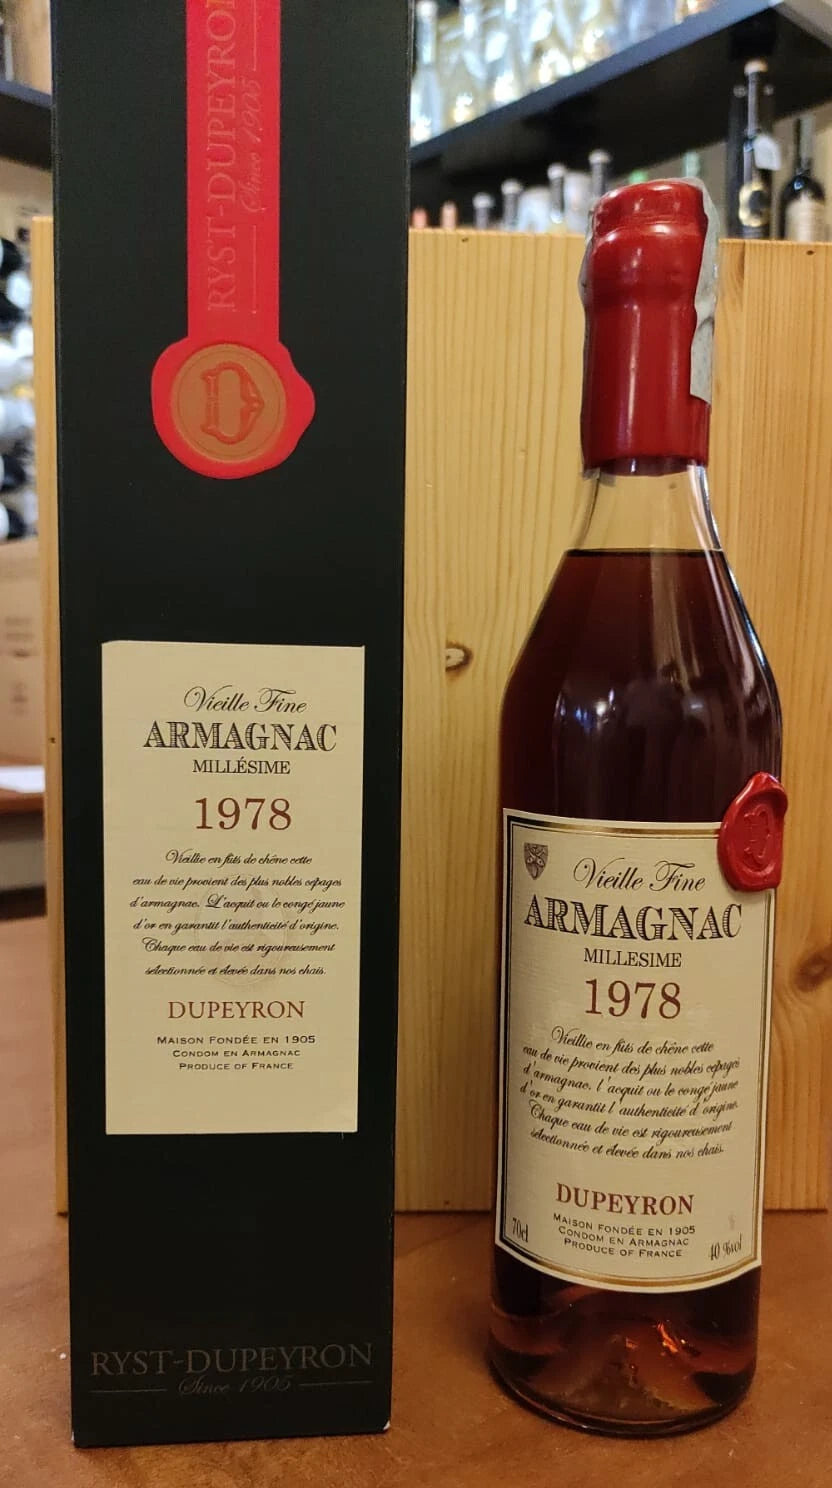 RYST-DUPEYRON
Since 1905
D
Vieille Fine
ARMAGNAC
MILLÉSIME
1978
Vieillie en fûts de chêne cette
eau de vie provient des plus nobles cépages
d'armagnac. L'acquit ou le congé jaune
d'or en garantit l'authenticité d'origine.
Chaque eau de vie est rigoureusement
sélectionnée et élevée dans nos chais.
DUPEYRON
MAISON FONDÉE EN 1905
CONDOM EN ARMAGNAC
PRODUCE OF FRANCE
RYST-DUPEYRON
Since 1905
D
Vieille Fine
ARMAGNAC
MILLESIME
1978
Vieillie en fûts de chêne cette
eau de vie provient des plus nobles cépages
d'armagnac, l'acquit ou le congé jaune
d'or en garantit l'authenticité d'origine.
Chaque eau de vie est rigoureusement
sélectionnée et élevée dans nos chais.
DUPEYRON
MAISON FONDÉE EN 1905
CONDOM EN ARMAGNAC
PRODUCE OF FRANCE
70cl
40 %vol